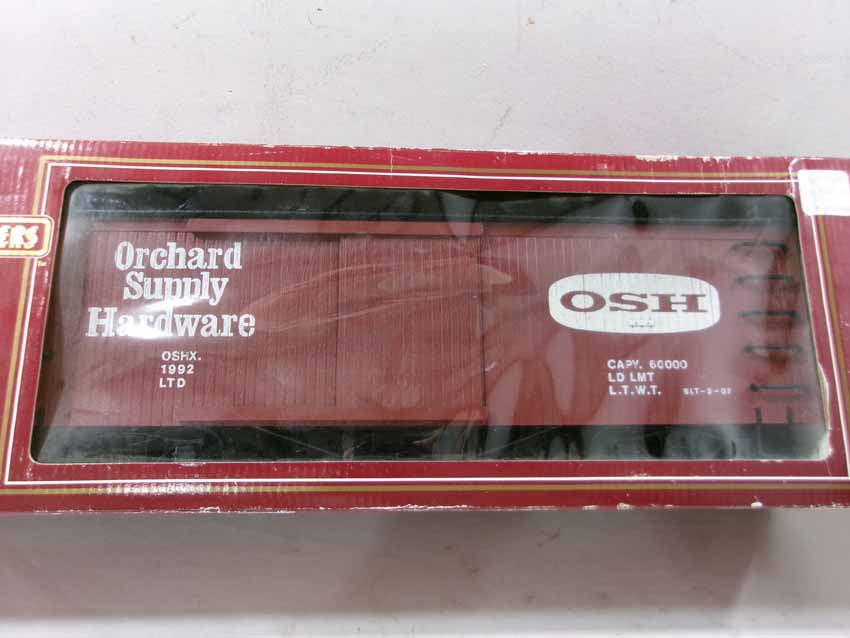 ERS
Orchard
Supply
Hardware
OSHX.
1992
LTD
OSH
CAPY. 60000
LD LMT
L.T.W.T.